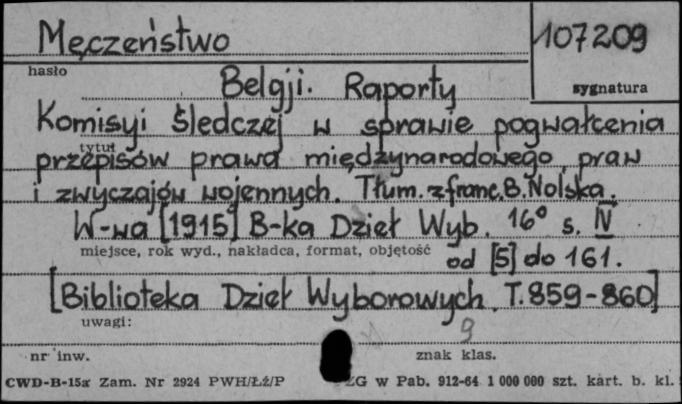 Męczeństwo 107209
hasło
Belgji. Raporty sygnatura
Komisyi Śledczej w sprawie pogwałcenia
tytuł
przepisów prawa międzynarodowego, praw
i zwyczajów wojennych. Tłum. z franc. B. Nolska.
W-wa [1915] B-ka Dzieł Wyb. 16° s. IV
miejsce, rok wyd., nakładca, format, objętość
od [5] do 161.
[Biblioteka Dzieł Wyborowych. T.859-860]
uwagi:
9
nr inw. znak klas.
CWD-B-15a Zam. Nr 2924 PWH/Łź/P ZG w Pab. 912-64 1 000 000 szt. kart. b. kl.